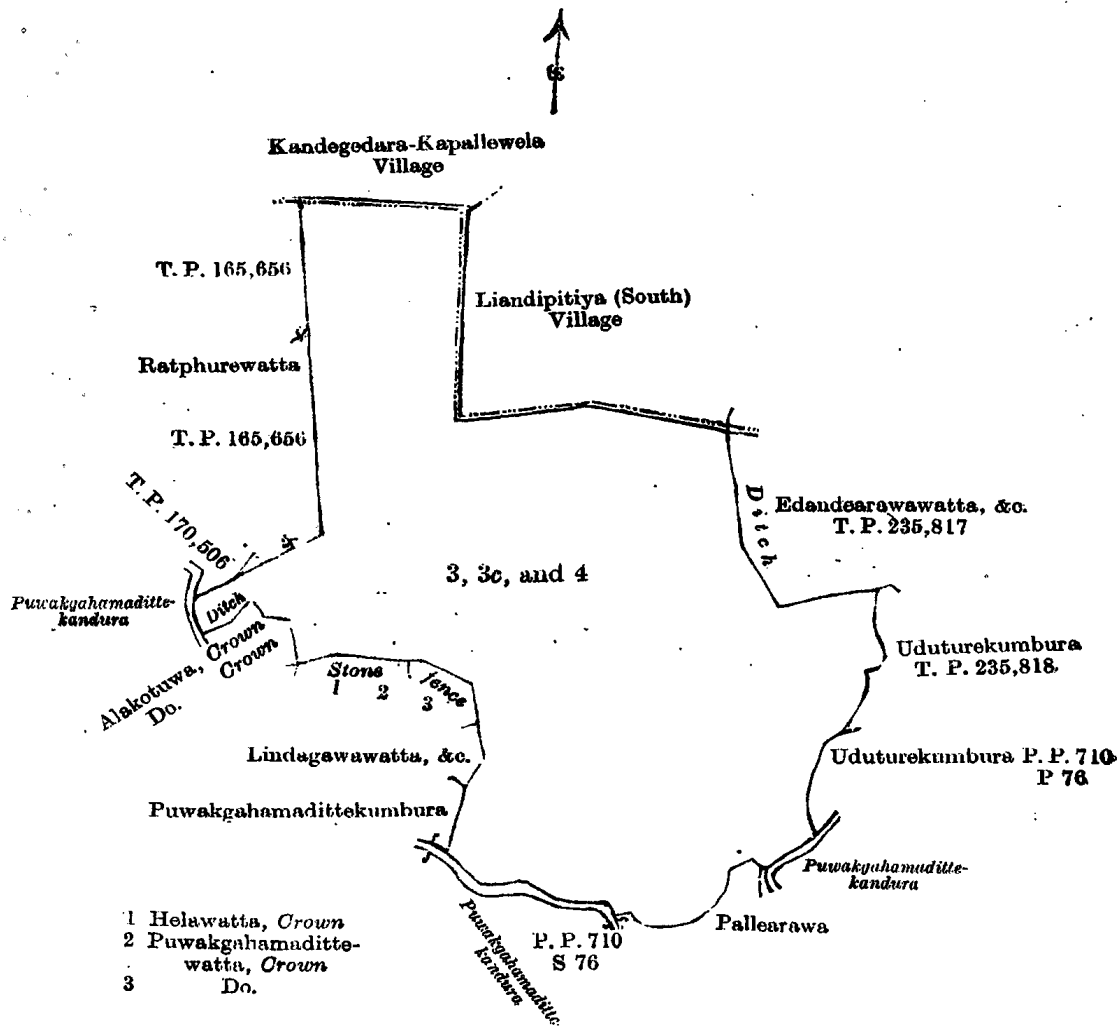 Kandegedara-Kapallewela
Village
T. P. 165,656
Liandipitiya (South)
Village
Ratphurewatta
T. P. 165,656
T. P. 170,506
Ditch
Edandearawawatta, &c.
T. P. 235,817
3, 3c, and 4
Puwakgahamaditte-
kandura
Ditch
Alakotuwa, Crown
Do. Crown
Uduturekumbura
T. P. 235,818
Stone fence
1 2 3
Lindagawawatta, &c.
Uduturekumbura P. P. 710
P 76
Puwakgahamadittekumbura
Puwakgahamaditte-
kandura
Pallearawa
Puwakgahamaditte-
kandura
P. P. 710
S 76
1 Helawatta, Crown
2 Puwakgahamaditte-
watta, Crown
3 Do.